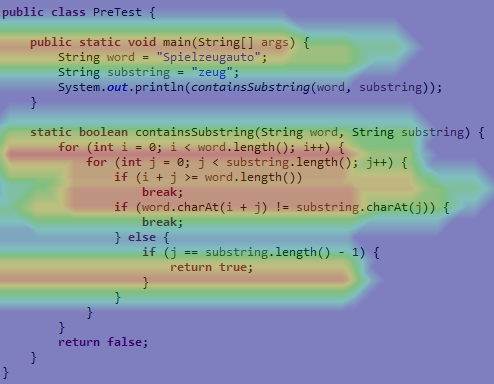 public class PreTest {
public static void main(String[] args) {
String word = "Spielzeugauto";
String substring = "zeug";
System.out.println(containsSubstring(word, substring));
}
static boolean containsSubstring(String word, String substring) {
for (int i = 0; i < word.length(); i++) {
for (int j = 0; j < substring.length(); j++) {
if (i + j >= word.length())
break;
if (word.charAt(i + j) != substring.charAt(j)) {
break;
} else {
if (j == substring.length() - 1) {
return true;
}
}
}
}
return false;
}
}